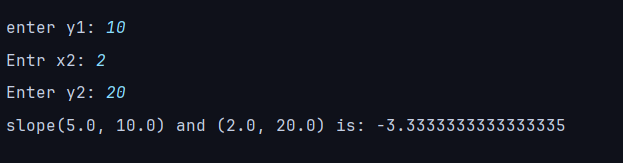 enter y1: 10
Entr x2: 2
Enter y2: 20
slope(5.0, 10.0) and (2.0, 20.0) is: -3.3333333333333335